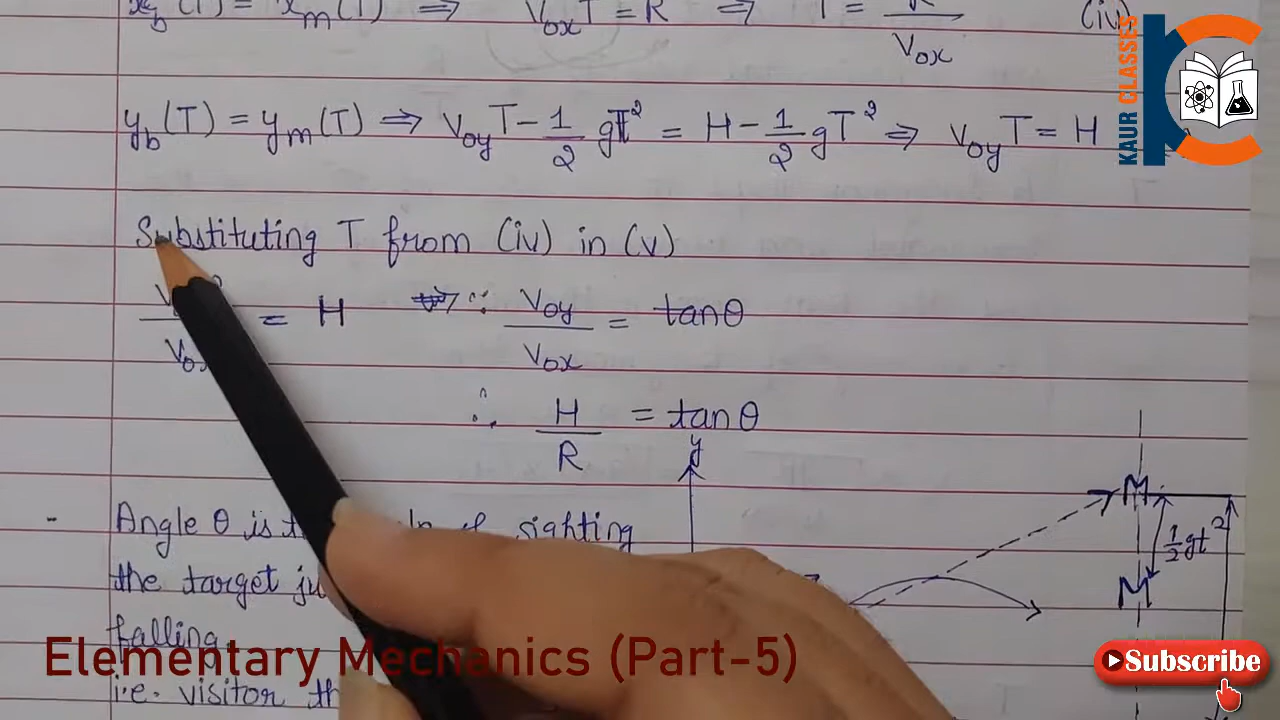 x_b(T) = x_m(T) ⇒ V_ox T = R ⇒ T = R / V_ox (iv)
y_b(T) = y_m(T) ⇒ V_oy T - 1/2 gT² = H - 1/2 gT² ⇒ V_oy T = H
Substituting T from (iv) in (v)
= H ∵ V_oy / V_ox = tanθ
∴ H / R = tanθ
y
M
1/2 gt²
M
- Angle θ is sighting
the target
falling.
i.e. visitor
KAUR CLASSES
Elementary Mechanics (Part-5)
Subscribe